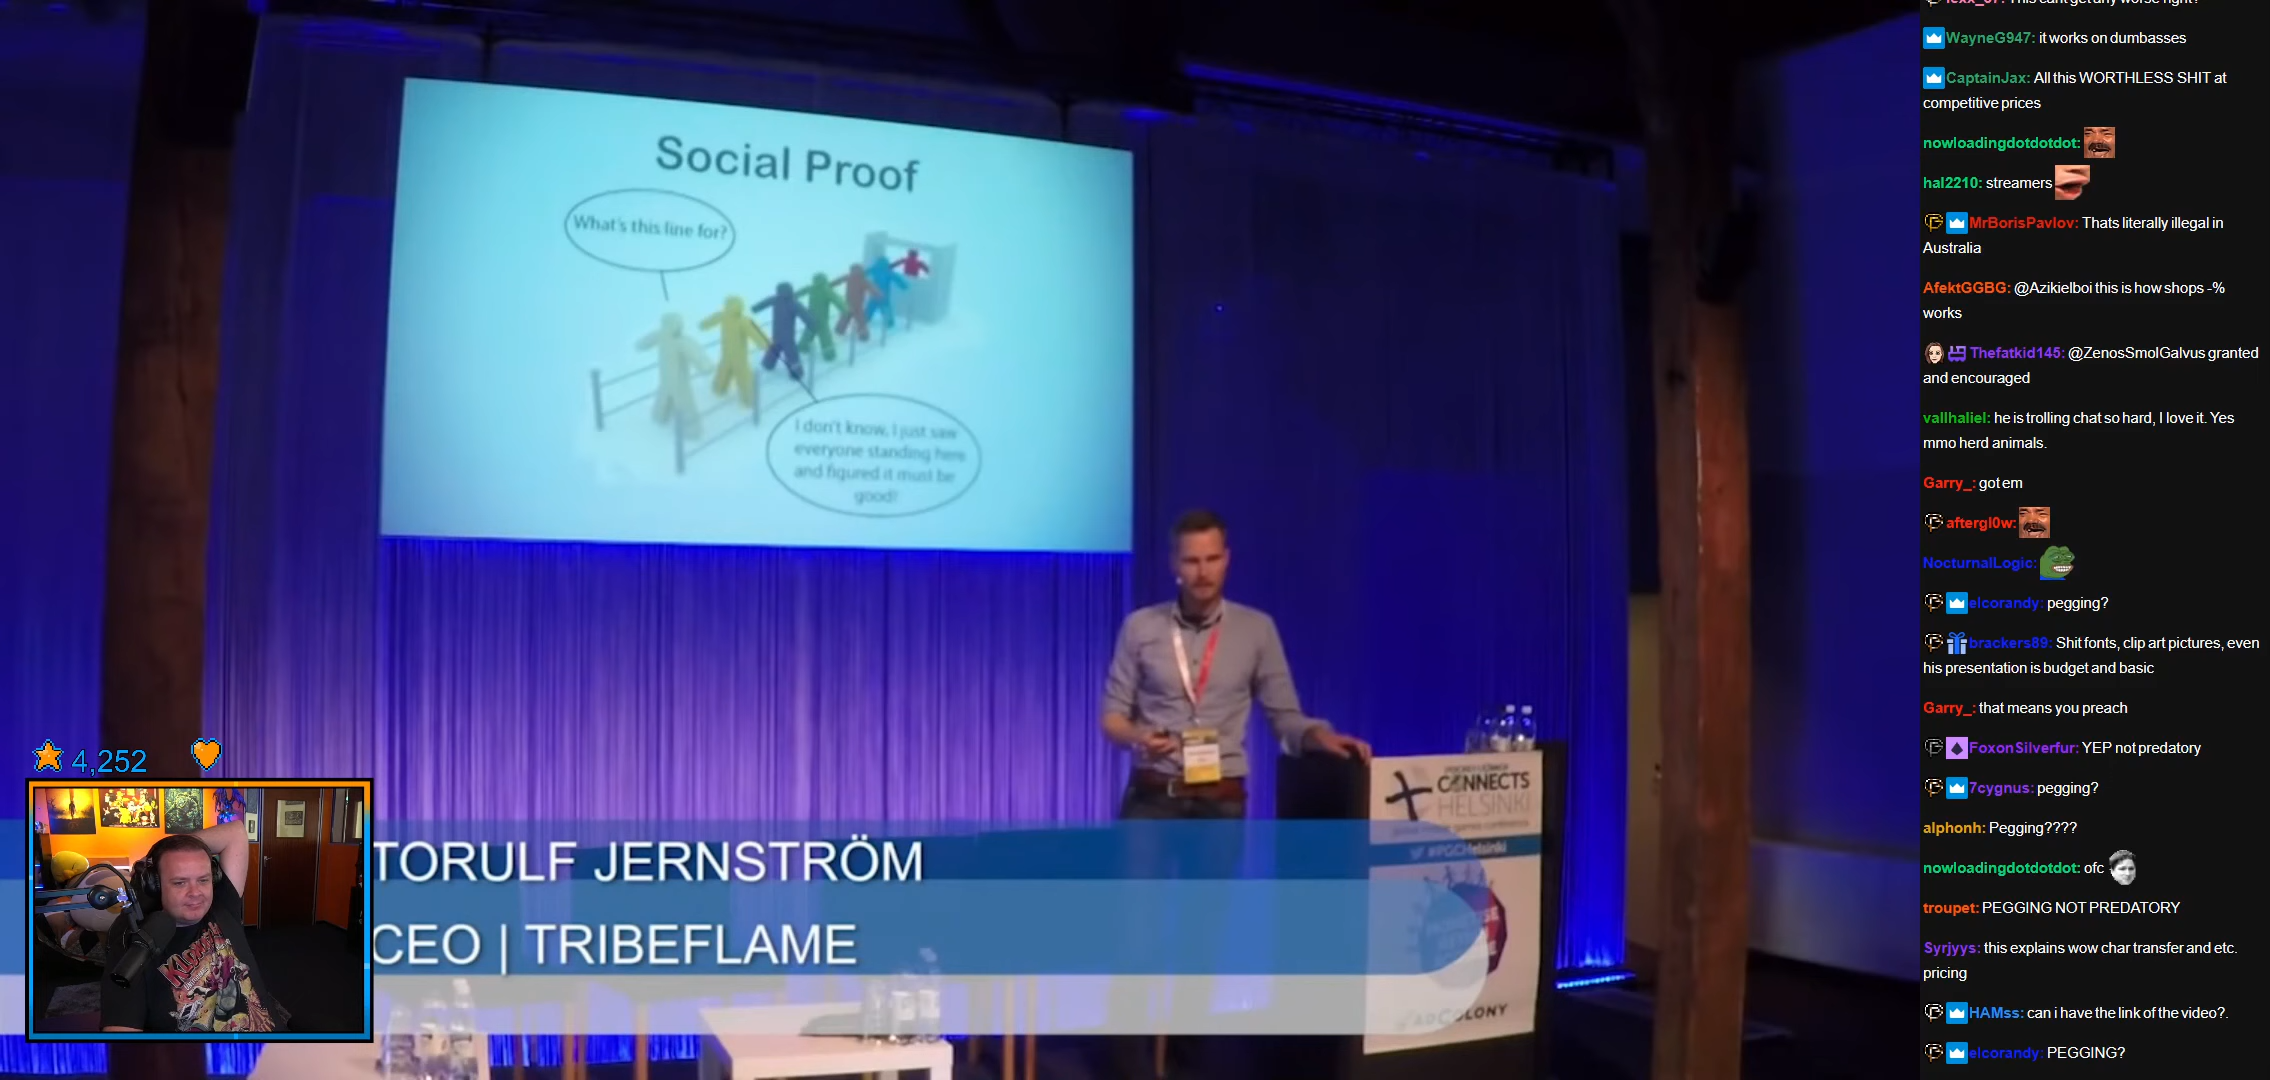 Social Proof
What's this line for?
I don't know, I just saw
everyone standing here
and figured it must be
good!
CONNECTS
HELSINKI
#PGCHelsinki
ADCOLONY
4,252
TORULF JERNSTRÖM
CEO | TRIBEFLAME
WayneG947: it works on dumbasses
CaptainJax: All this WORTHLESS SHIT at
competitive prices
nowloadingdotdotdot:
hal2210: streamers
MrBorisPavlov: Thats literally illegal in
Australia
AfektGGBG: @Azikielboi this is how shops -%
works
Thefatkid145: @ZenosSmolGalvus granted
and encouraged
vallhaliel: he is trolling chat so hard, I love it. Yes
mmo herd animals.
Garry_: got em
aftergl0w:
NocturnalLogic:
elcorandy: pegging?
brackers89: Shit fonts, clip art pictures, even
his presentation is budget and basic
Garry_: that means you preach
FoxonSilverfur: YEP not predatory
7cygnus: pegging?
alphonh: Pegging????
nowloadingdotdotdot: ofc
troupet: PEGGING NOT PREDATORY
Syrjyys: this explains wow char transfer and etc.
pricing
HAMss: can i have the link of the video?.
elcorandy: PEGGING?